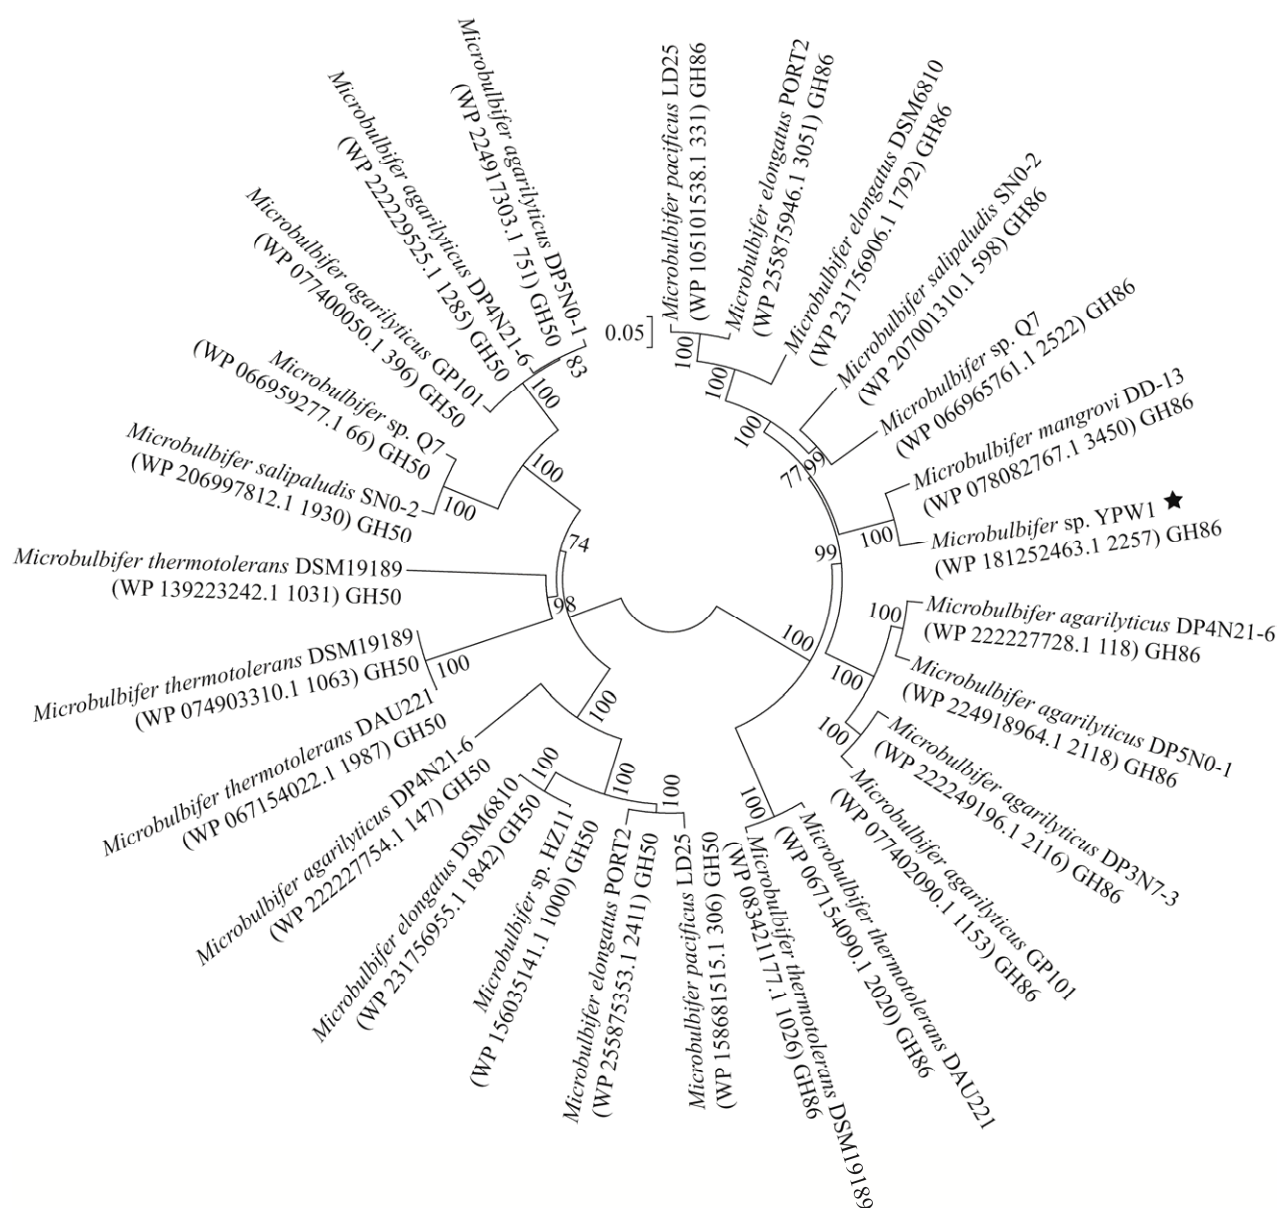 Microbulbifer pacificus LD25
(WP 105101538.1 331) GH86
Microbulbifer elongatus PORT2
(WP 255875946.1 3051) GH86
Microbulbifer elongatus DSM6810
(WP 231756906.1 1792) GH86
Microbulbifer salipaludis SN0-2
(WP 207001310.1 598) GH86
Microbulbifer sp. Q7
(WP 066965761.1 2522) GH86
Microbulbifer mangrovi DD-13
(WP 078082767.1 3450) GH86
Microbulbifer sp. YPW1 ★
(WP 181252463.1 2257) GH86
Microbulbifer agarilyticus DP4N21-6
(WP 222227728.1 118) GH86
Microbulbifer agarilyticus DP5N0-1
(WP 224918964.1 2118) GH86
Microbulbifer agarilyticus DP3N7-3
(WP 222249196.1 2116) GH86
Microbulbifer agarilyticus GP101
(WP 077402090.1 1153) GH86
Microbulbifer thermotolerans DAU221
(WP 067154090.1 2020) GH86
Microbulbifer thermotolerans DSM19189
(WP 083421177.1 1026) GH86
Microbulbifer pacificus LD25
(WP 158681515.1 306) GH50
Microbulbifer elongatus PORT2
(WP 255875353.1 2411) GH50
Microbulbifer sp. HZ11
(WP 156035141.1 1000) GH50
Microbulbifer elongatus DSM6810
(WP 231756955.1 1842) GH50
Microbulbifer agarilyticus DP4N21-6
(WP 222227754.1 147) GH50
Microbulbifer thermotolerans DAU221
(WP 067154022.1 1987) GH50
Microbulbifer thermotolerans DSM19189
(WP 074903310.1 1063) GH50
Microbulbifer thermotolerans DSM19189
(WP 139223242.1 1031) GH50
Microbulbifer salipaludis SN0-2
(WP 206997812.1 1930) GH50
Microbulbifer sp. Q7
(WP 066959277.1 66) GH50
Microbulbifer agarilyticus GP101
(WP 077400050.1 396) GH50
Microbulbifer agarilyticus DP4N21-6
(WP 222229525.1 1285) GH50
Microbulbifer agarilyticus DP5N0-1
(WP 224917303.1 751) GH50
0.05
100
100
100
77
99
100
99
100
100
100
100
100
100
100
100
100
98
100
74
100
100
100
83